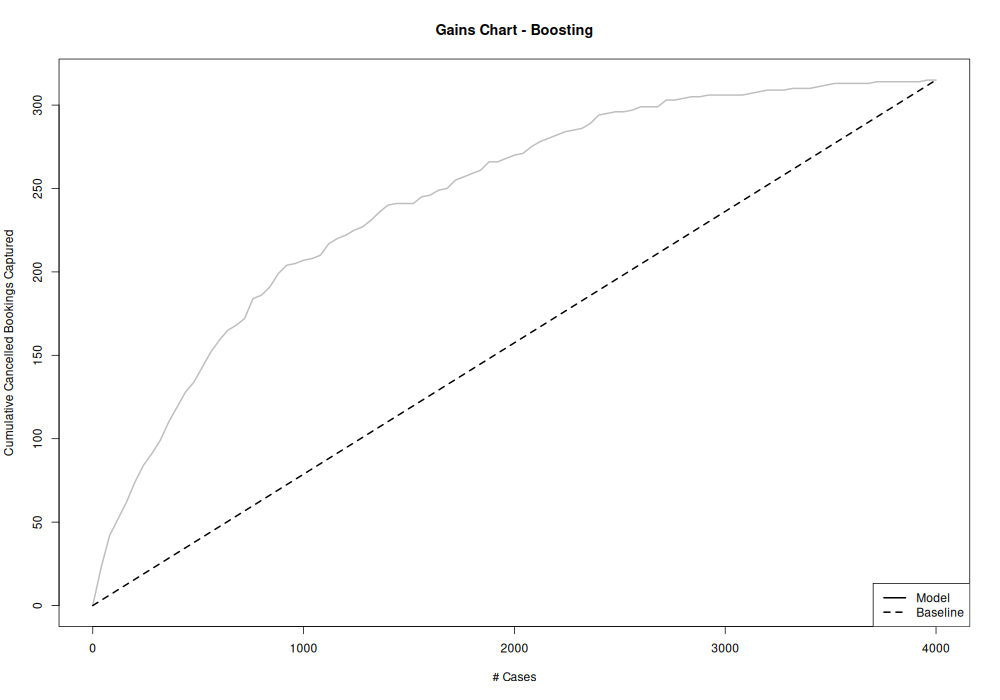 Gains Chart - Boosting
Cumulative Cancelled Bookings Captured
300
250
200
150
100
50
0
0 1000 2000 3000 4000
# Cases
Model
Baseline